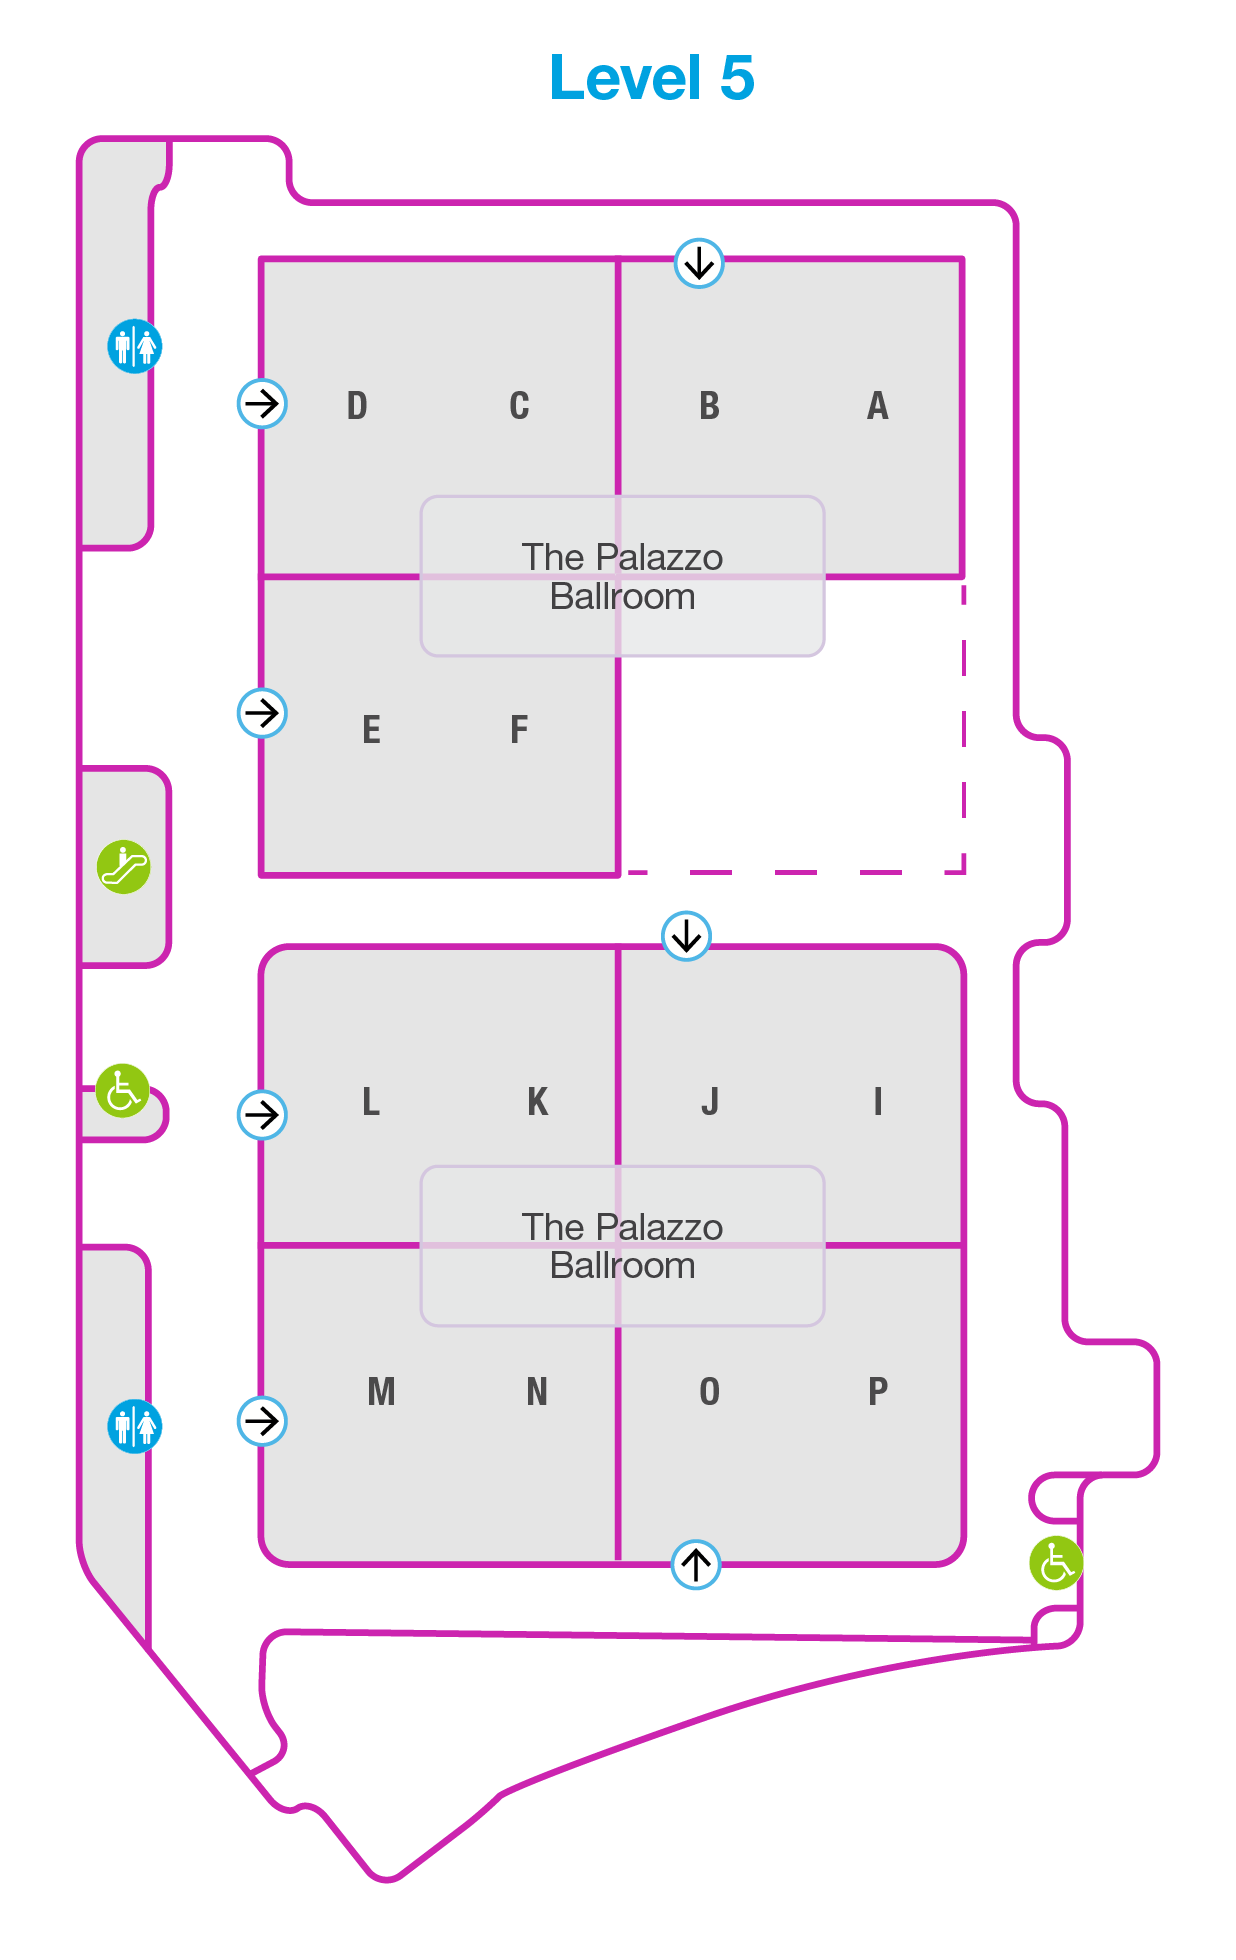 Level 5
D C B A
The Palazzo
Ballroom
E F
L K J I
The Palazzo
Ballroom
M N O P